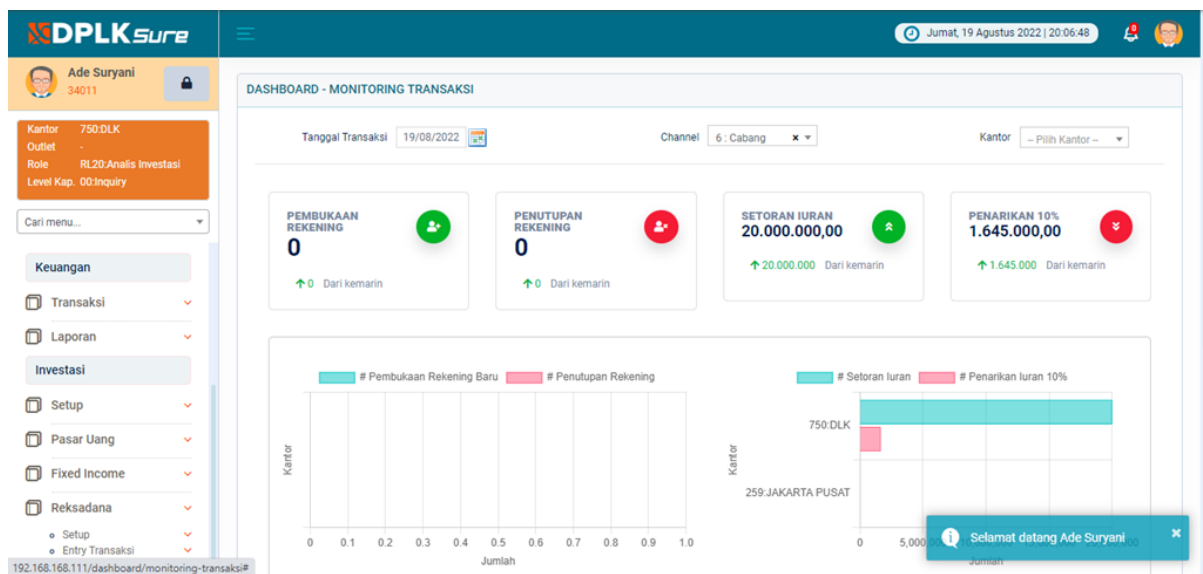 DPLKsure
Jumat, 19 Agustus 2022 | 20:06:48
0
Ade Suryani
34011
Kantor 750:DLK
Outlet -
Role RL20:Analis Investasi
Level Kap. 00:Inquiry
Cari menu...
Keuangan
Transaksi
Laporan
Investasi
Setup
Pasar Uang
Fixed Income
Reksadana
Setup
Entry Transaksi
192.168.168.111/dashboard/monitoring-transaksi#
DASHBOARD - MONITORING TRANSAKSI
Tanggal Transaksi 19/08/2022 Channel 6 : Cabang × Kantor -- Pilih Kantor --
PEMBUKAAN
REKENING
0
0 Dari kemarin
PENUTUPAN
REKENING
0
0 Dari kemarin
SETORAN IURAN
20.000.000,00
20.000.000 Dari kemarin
PENARIKAN 10%
1.645.000,00
1.645.000 Dari kemarin
# Pembukaan Rekening Baru # Penutupan Rekening
Kantor
0 0.1 0.2 0.3 0.4 0.5 0.6 0.7 0.8 0.9 1.0
Jumlah
# Setoran Iuran # Penarikan Iuran 10%
Kantor
750:DLK
259:JAKARTA PUSAT
0
Jumlah
Selamat datang Ade Suryani ×